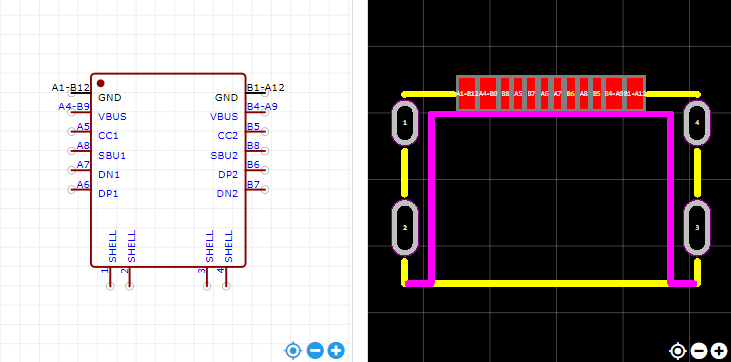 A1-B12 GND GND B1-A12
A4-B9 VBUS VBUS B4-A9
A5 CC1 CC2 B5
A8 SBU1 SBU2 B8
A7 DN1 DP2 B6
A6 DP1 DN2 B7
SHELL SHELL SHELL SHELL
1 2 3 4
A1-B12 A4-B9 B8 A5 B7 A6 A7 B6 A8 B5 B4-A9 B1-A12
1 4
2 3